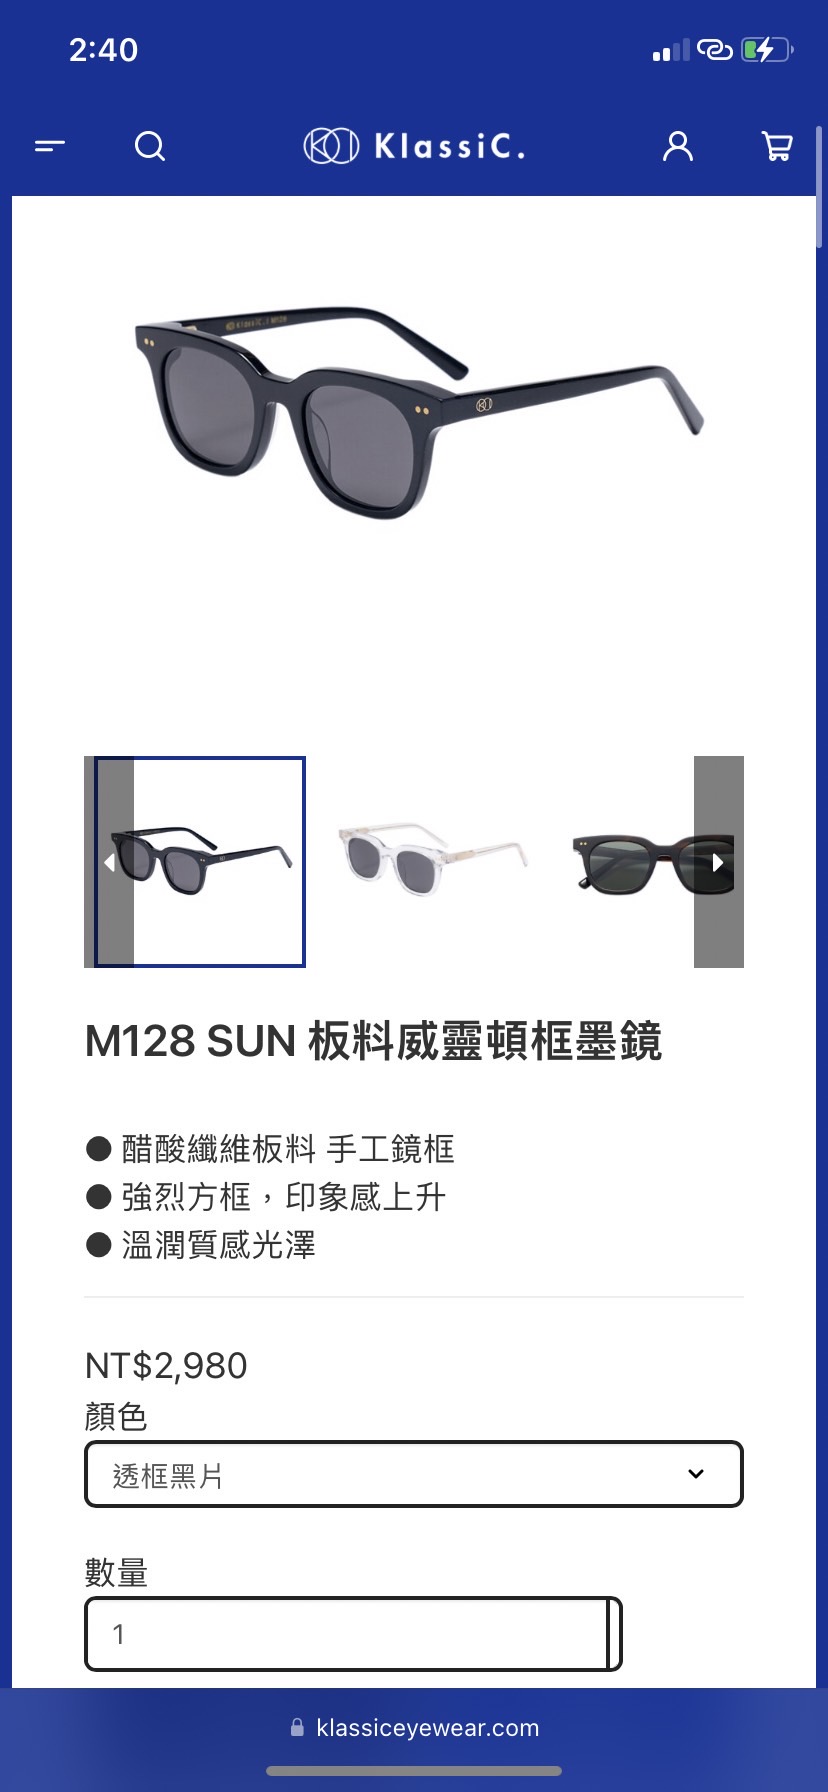 2:40
KlassiC.
M128 SUN 板料威靈頓框墨鏡
● 醋酸纖維板料 手工鏡框
● 強烈方框，印象感上升
● 溫潤質感光澤
NT$2,980
顏色
透框黑片
數量
1
klassiceyewear.com